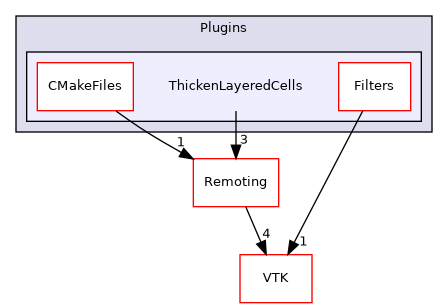 Plugins
CMakeFiles
ThickenLayeredCells
Filters
1
3
Remoting
4
1
VTK